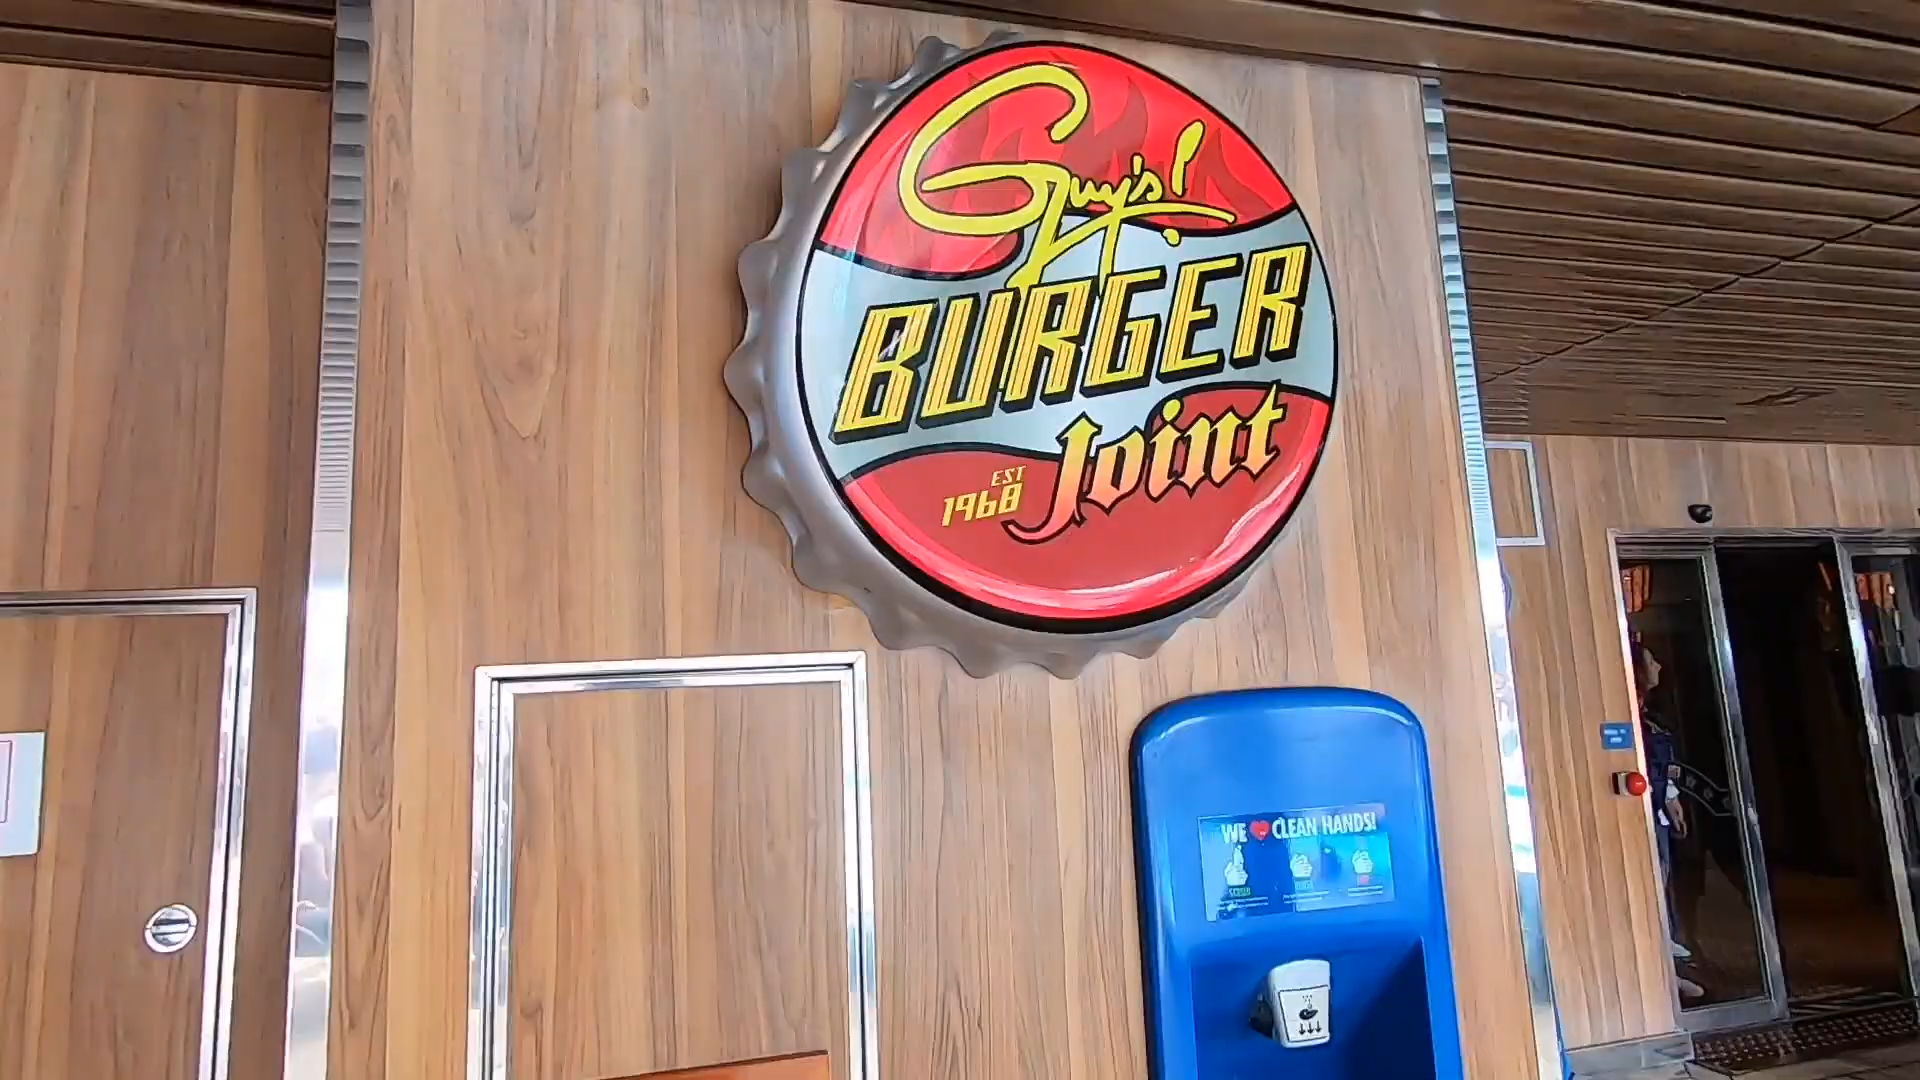 Guy's!
BURGER
Joint
EST
1968
WE ❤ CLEAN HANDS!